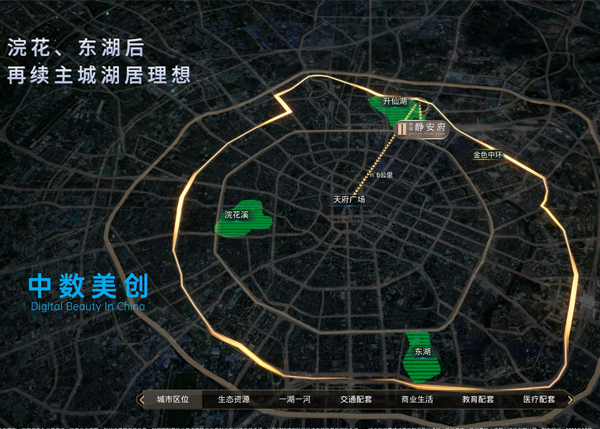 浣花、东湖后
再续主城湖居理想
升仙湖
静安府
金色中环
6公里
天府广场
浣花溪
中数美创
Digital Beauty In China
东湖
城市区位 生态资源 一湖一河 交通配套 商业生活 教育配套 医疗配套